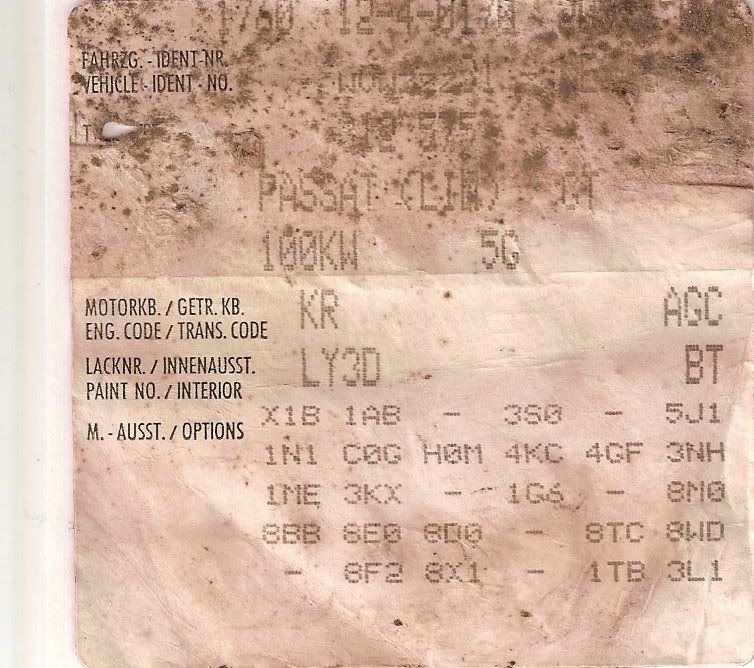 FAHRZG. - IDENT NR.
VEHICLE - IDENT - NO.
PASSAT (LIM) GT
100KW 5G
MOTORKB. / GETR. KB. KR AGC
ENG. CODE / TRANS. CODE
LACKNR. / INNENAUSST. LY3D BT
PAINT NO. / INTERIOR
M. - AUSST. / OPTIONS
X1B 1AB - 3S0 - 5J1
1N1 C0G H0M 4KC 4GF 3NH
1ME 3KX - 1G6 - 8M0
8BB 8E0 8D0 - 8TC 8WD
- 8F2 8X1 - 1TB 3L1